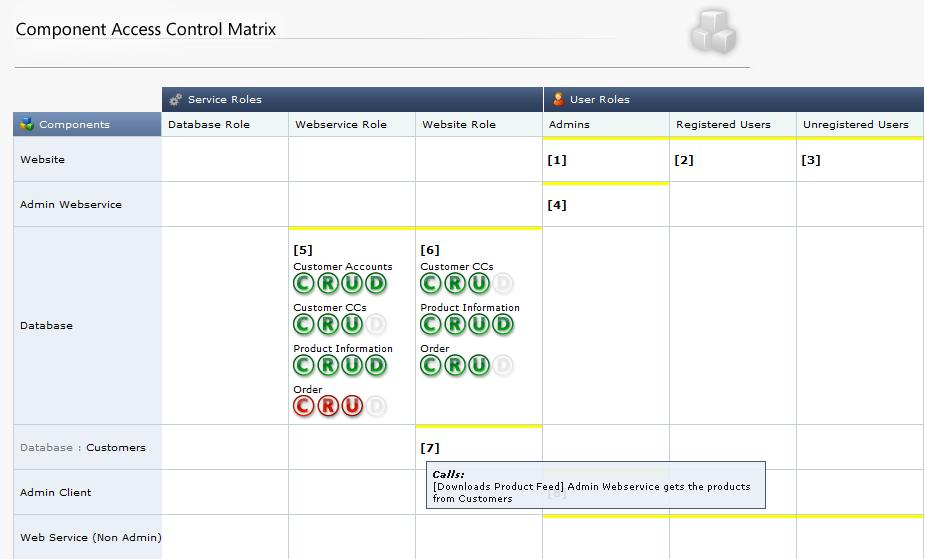 Component Access Control Matrix
Service Roles
User Roles
Components
Database Role
Webservice Role
Website Role
Admins
Registered Users
Unregistered Users
Website
[1]
[2]
[3]
Admin Webservice
[4]
Database
[5]
Customer Accounts
C R U D
Customer CCs
C R U D
Product Information
C R U D
Order
C R U D
[6]
Customer CCs
C R U D
Product Information
C R U D
Order
C R U D
Database : Customers
[7]
Calls:
[Downloads Product Feed] Admin Webservice gets the products
from Customers
Admin Client
[8]
Web Service (Non Admin)